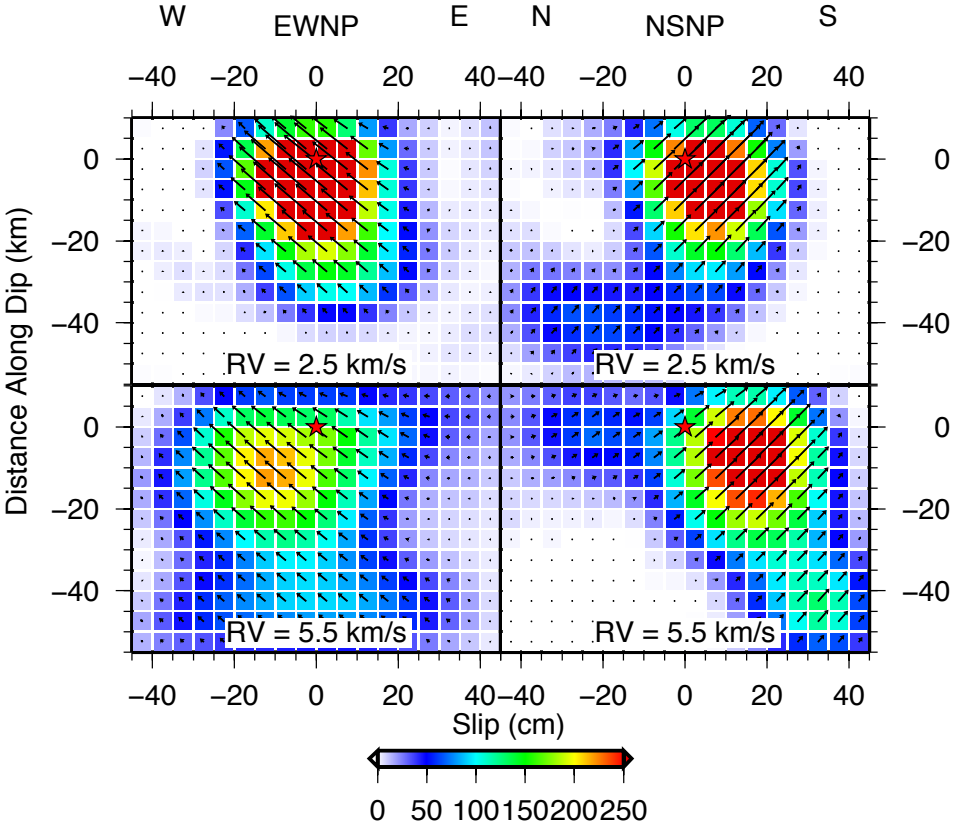 W EWNP E N NSNP S
−40 −20 0 20 40 −40 −20 0 20 40
0 0
−20 −20
−40 −40
RV = 2.5 km/s RV = 2.5 km/s
Distance Along Dip (km)
0 0
−20 −20
−40 −40
RV = 5.5 km/s RV = 5.5 km/s
−40 −20 0 20 40 −40 −20 0 20 40
Slip (cm)
0 50 100 150 200 250